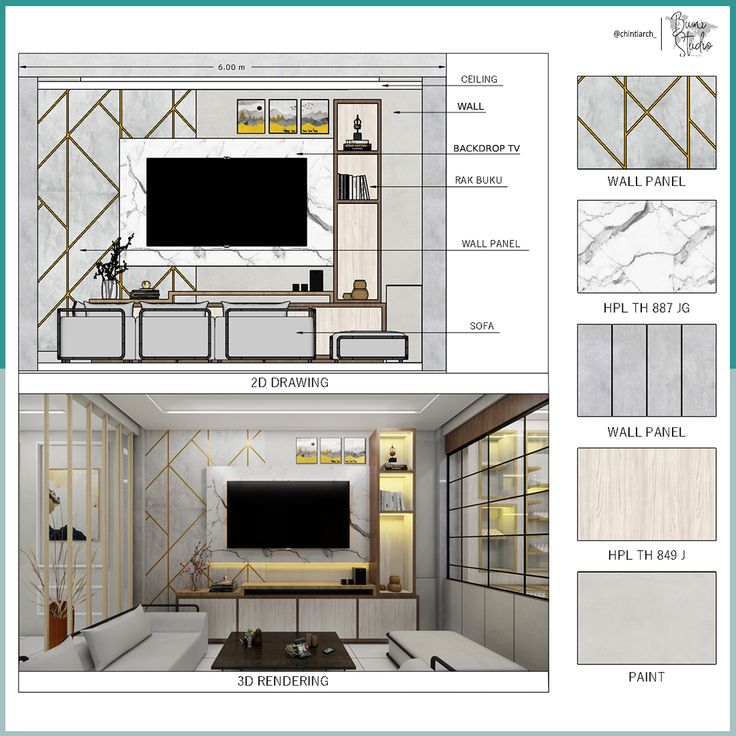 @chintiarch_
Bumi
Studio
6.00 m
CEILING
WALL
BACKDROP TV
RAK BUKU
WALL PANEL
SOFA
2D DRAWING
3D RENDERING
WALL PANEL
HPL TH 887 JG
WALL PANEL
HPL TH 849 J
PAINT